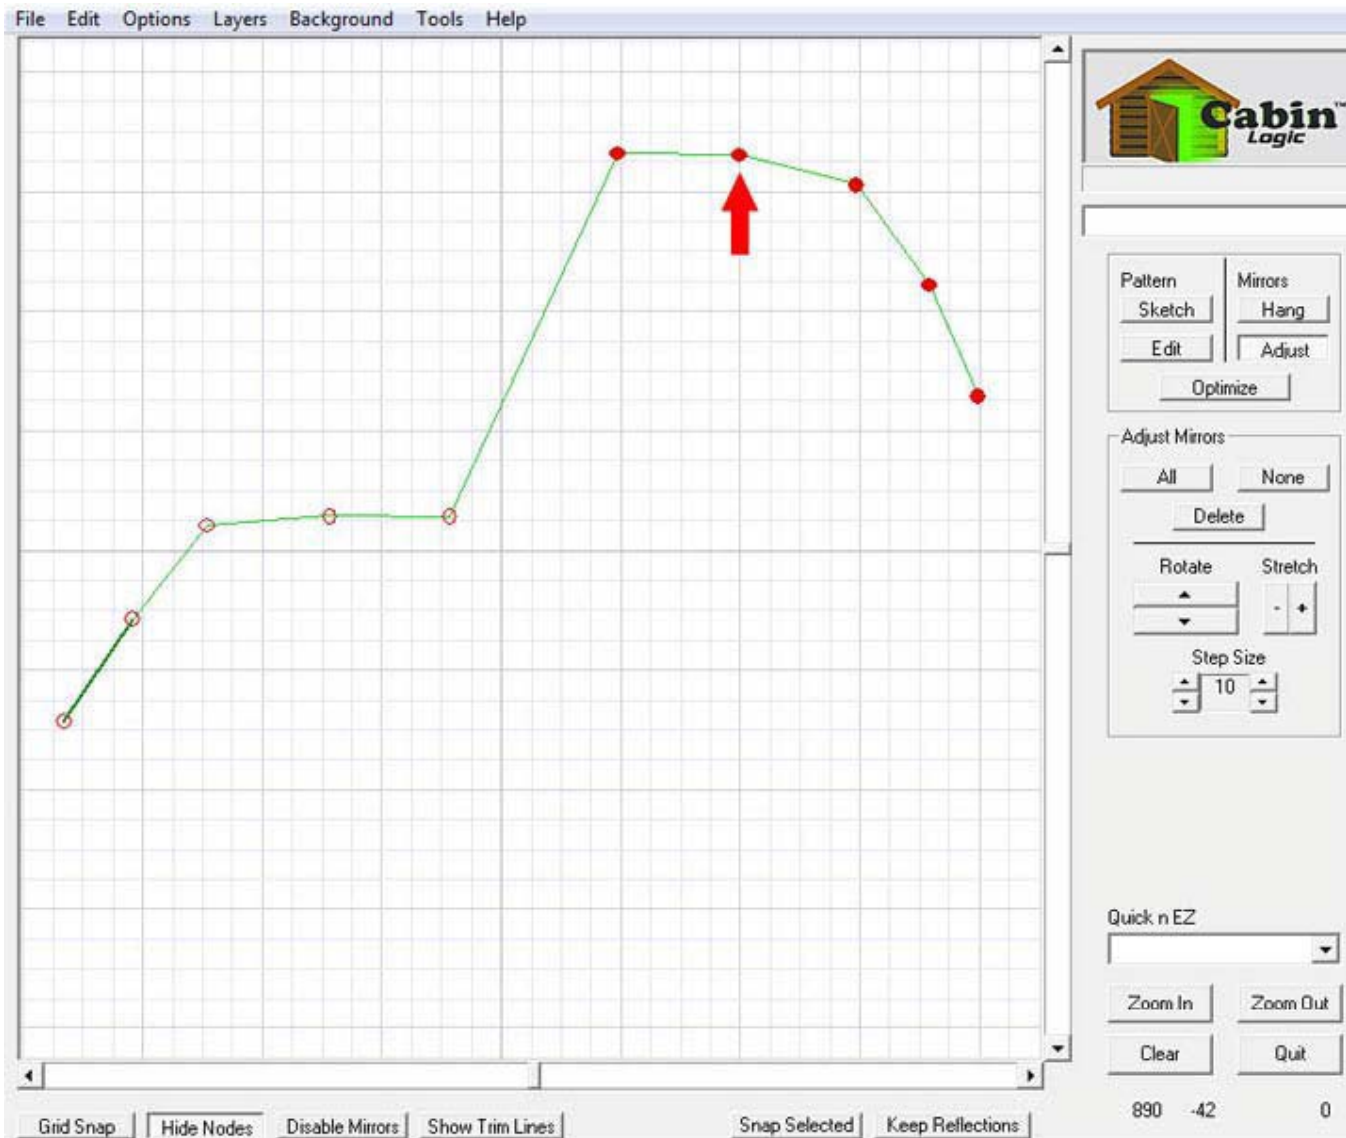 File Edit Options Layers Background Tools Help
Cabin™
Logic
Pattern Mirrors
Sketch Hang
Edit Adjust
Optimize
Adjust Mirrors
All None
Delete
Rotate Stretch
- +
Step Size
10
Quick n EZ
Zoom In Zoom Out
Clear Quit
890 -42 0
Grid Snap Hide Nodes Disable Mirrors Show Trim Lines Snap Selected Keep Reflections